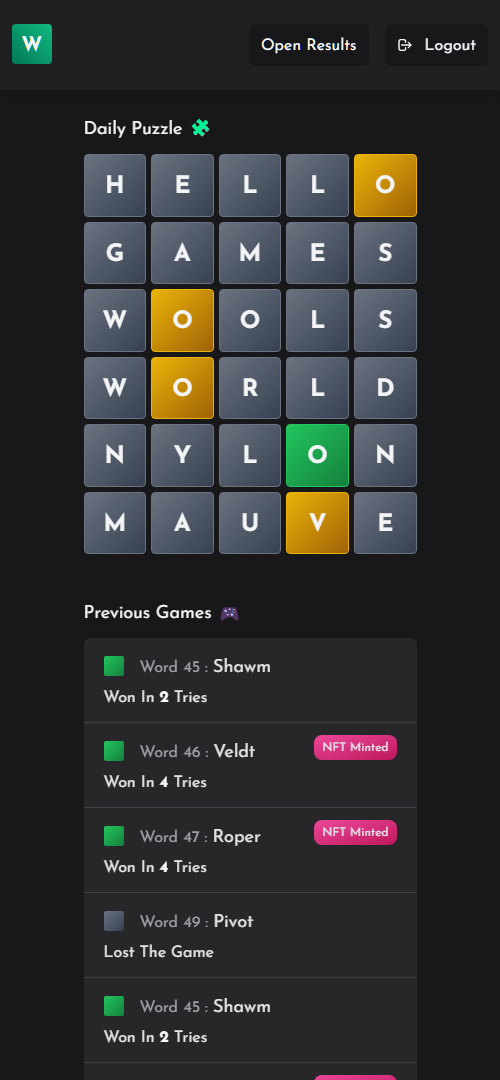 W
Open Results
Logout
Daily Puzzle
H E L L O
G A M E S
W O O L S
W O R L D
N Y L O N
M A U V E
Previous Games
Word 45 : Shawm
Won In 2 Tries
Word 46 : Veldt
NFT Minted
Won In 4 Tries
Word 47 : Roper
NFT Minted
Won In 4 Tries
Word 49 : Pivot
Lost The Game
Word 45 : Shawm
Won In 2 Tries